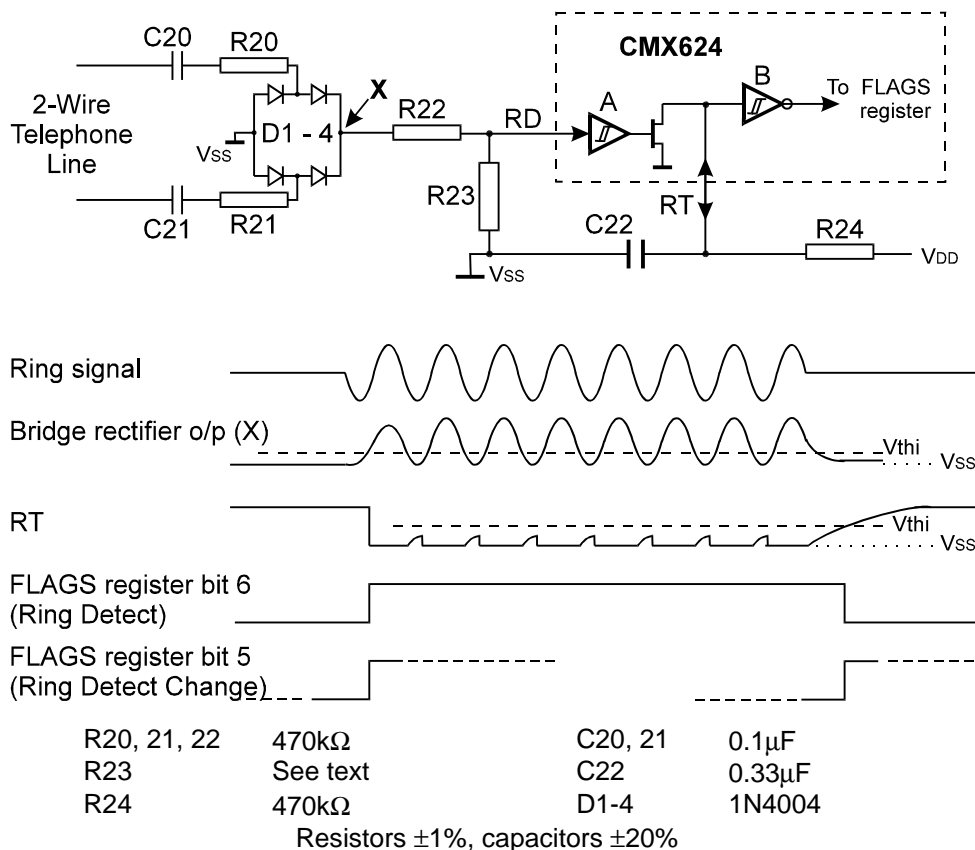 C20
R20
CMX624
X
A
B
To FLAGS
register
2-Wire
Telephone
Line
D1 - 4
R22
RD
VSS
R23
RT
C21
R21
C22
R24
VSS
VDD
Ring signal
Bridge rectifier o/p (X)
Vthi
VSS
RT
Vthi
VSS
FLAGS register bit 6
(Ring Detect)
FLAGS register bit 5
(Ring Detect Change)
R20, 21, 22 470kΩ C20, 21 0.1μF
R23 See text C22 0.33μF
R24 470kΩ D1-4 1N4004
Resistors ±1%, capacitors ±20%